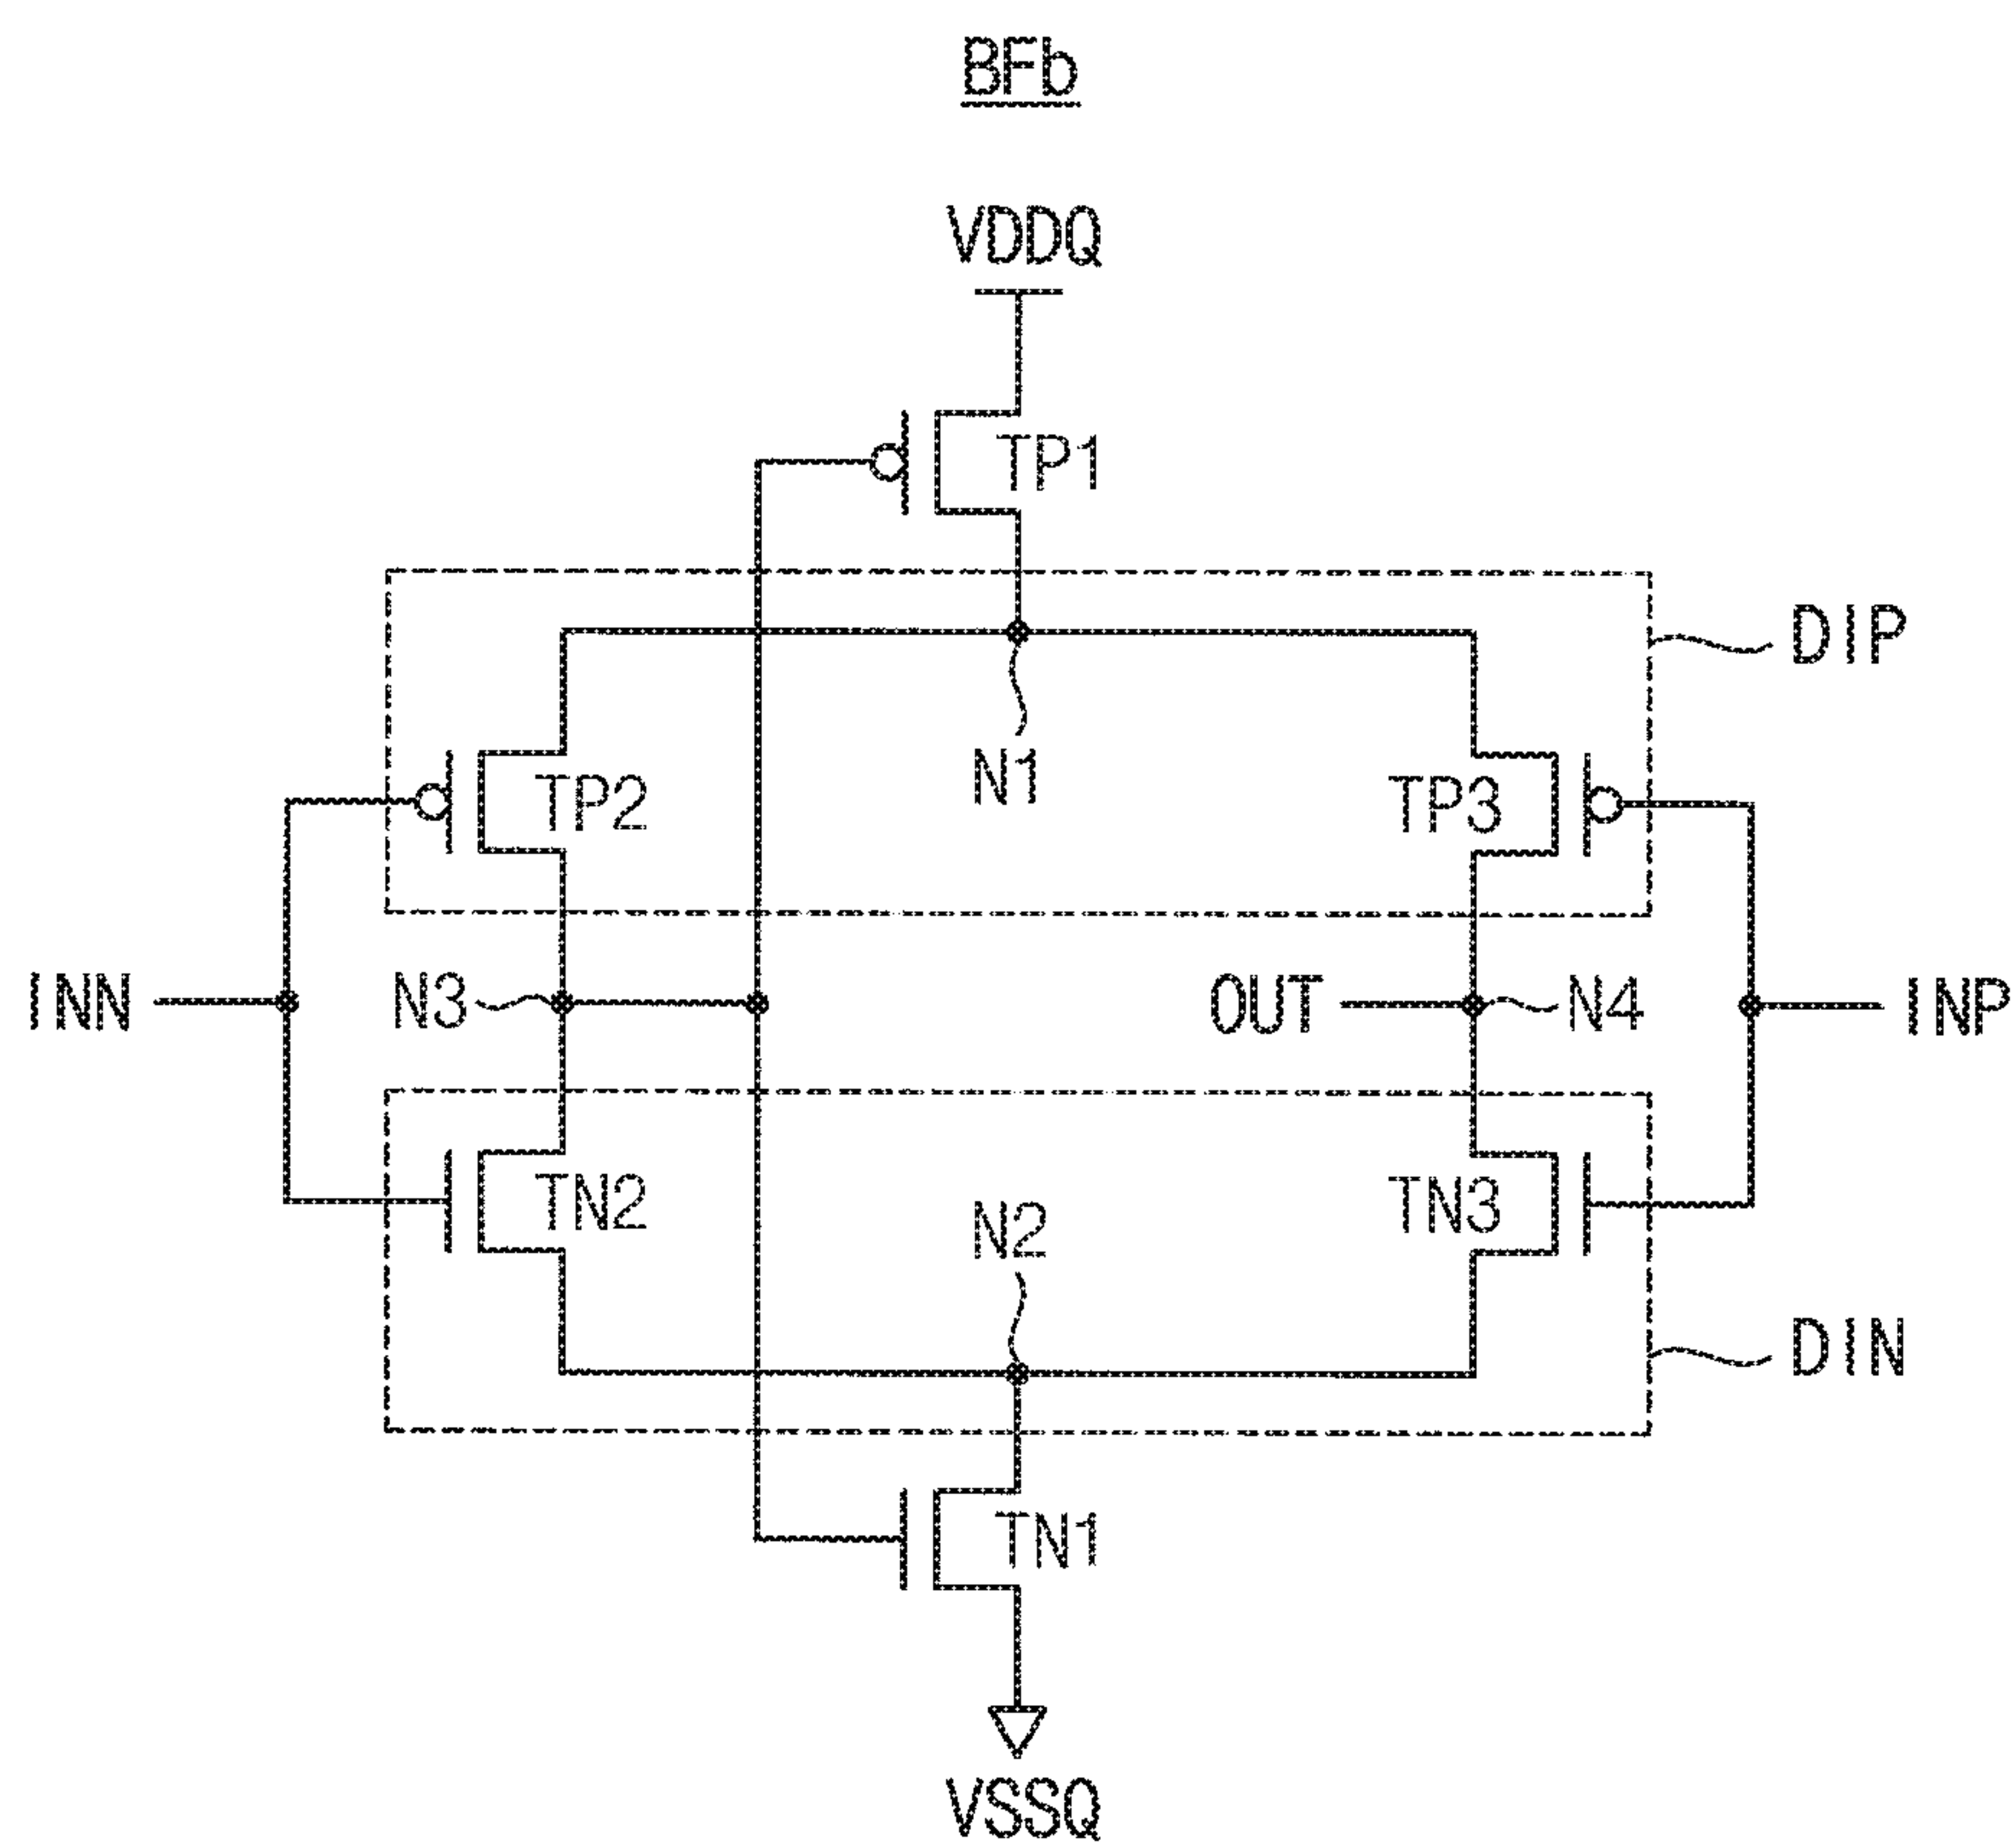 BFb
VDDQ
TP1
DIP
N1
TP2
TP3
INN
N3
OUT
N4
INP
TN2
N2
TN3
DIN
TN1
VSSQ